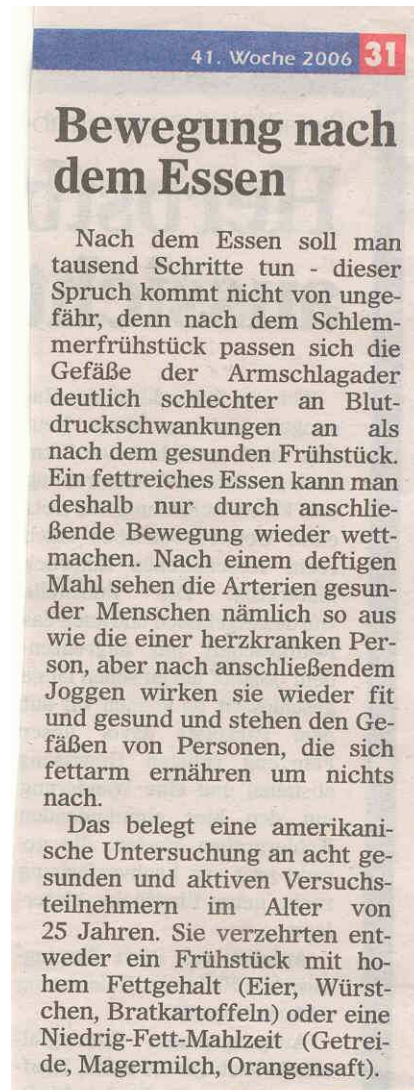 41. Woche 2006 31
Bewegung nach
dem Essen
Nach dem Essen soll man
tausend Schritte tun - dieser
Spruch kommt nicht von unge-
fähr, denn nach dem Schlem-
merfrühstück passen sich die
Gefäße der Armschlagader
deutlich schlechter an Blut-
druckschwankungen an als
nach dem gesunden Frühstück.
Ein fettreiches Essen kann man
deshalb nur durch anschlie-
ßende Bewegung wieder wett-
machen. Nach einem deftigen
Mahl sehen die Arterien gesun-
der Menschen nämlich so aus
wie die einer herzkranken Per-
son, aber nach anschließendem
Joggen wirken sie wieder fit
und gesund und stehen den Ge-
fäßen von Personen, die sich
fettarm ernähren um nichts
nach.
Das belegt eine amerikani-
sche Untersuchung an acht ge-
sunden und aktiven Versuchs-
teilnehmern im Alter von
25 Jahren. Sie verzehrten ent-
weder ein Frühstück mit ho-
hem Fettgehalt (Eier, Würst-
chen, Bratkartoffeln) oder eine
Niedrig-Fett-Mahlzeit (Getrei-
de, Magermilch, Orangensaft).